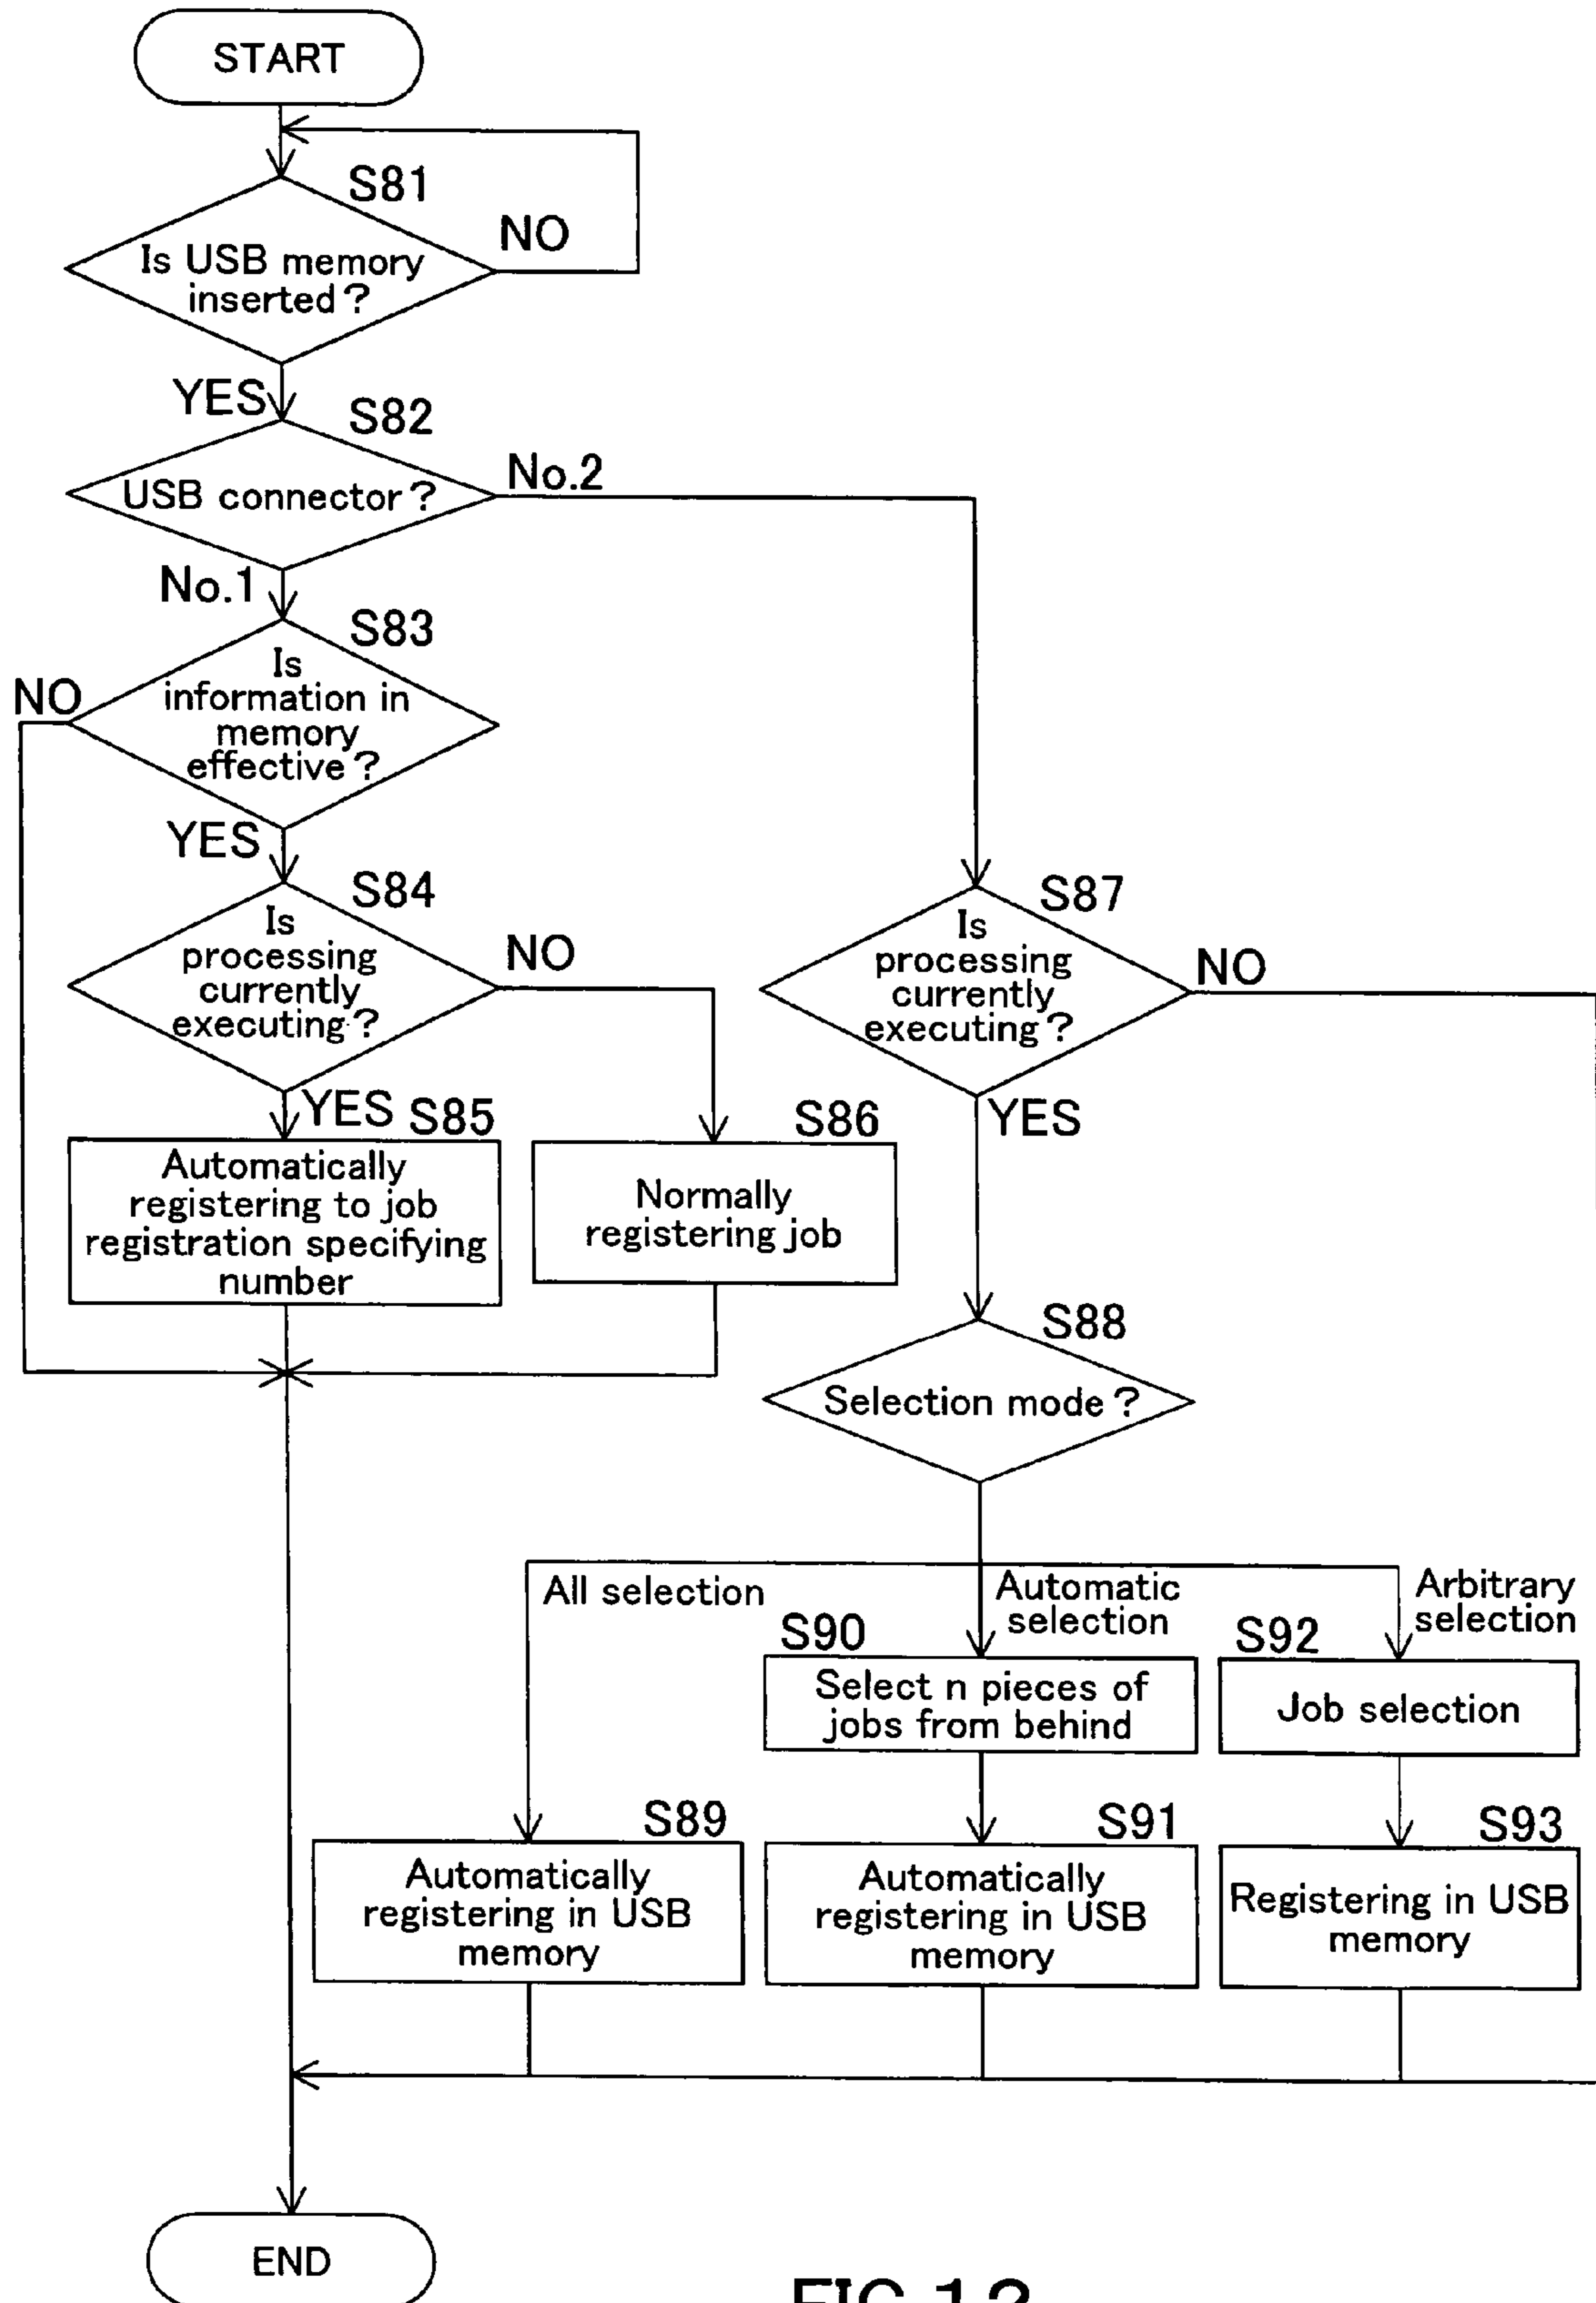 START
S81
Is USB memory
inserted?
NO
YES
S82
USB connector?
No.2
No.1
S83
Is
information in
memory
effective?
NO
YES
S84
Is
processing
currently
executing?
NO
YES
S85
Automatically
registering to job
registration specifying
number
S86
Normally
registering job
S87
Is
processing
currently
executing?
NO
YES
S88
Selection mode?
All selection
Automatic
selection
Arbitrary
selection
S90
Select n pieces of
jobs from behind
S92
Job selection
S89
Automatically
registering in USB
memory
S91
Automatically
registering in USB
memory
S93
Registering in USB
memory
END